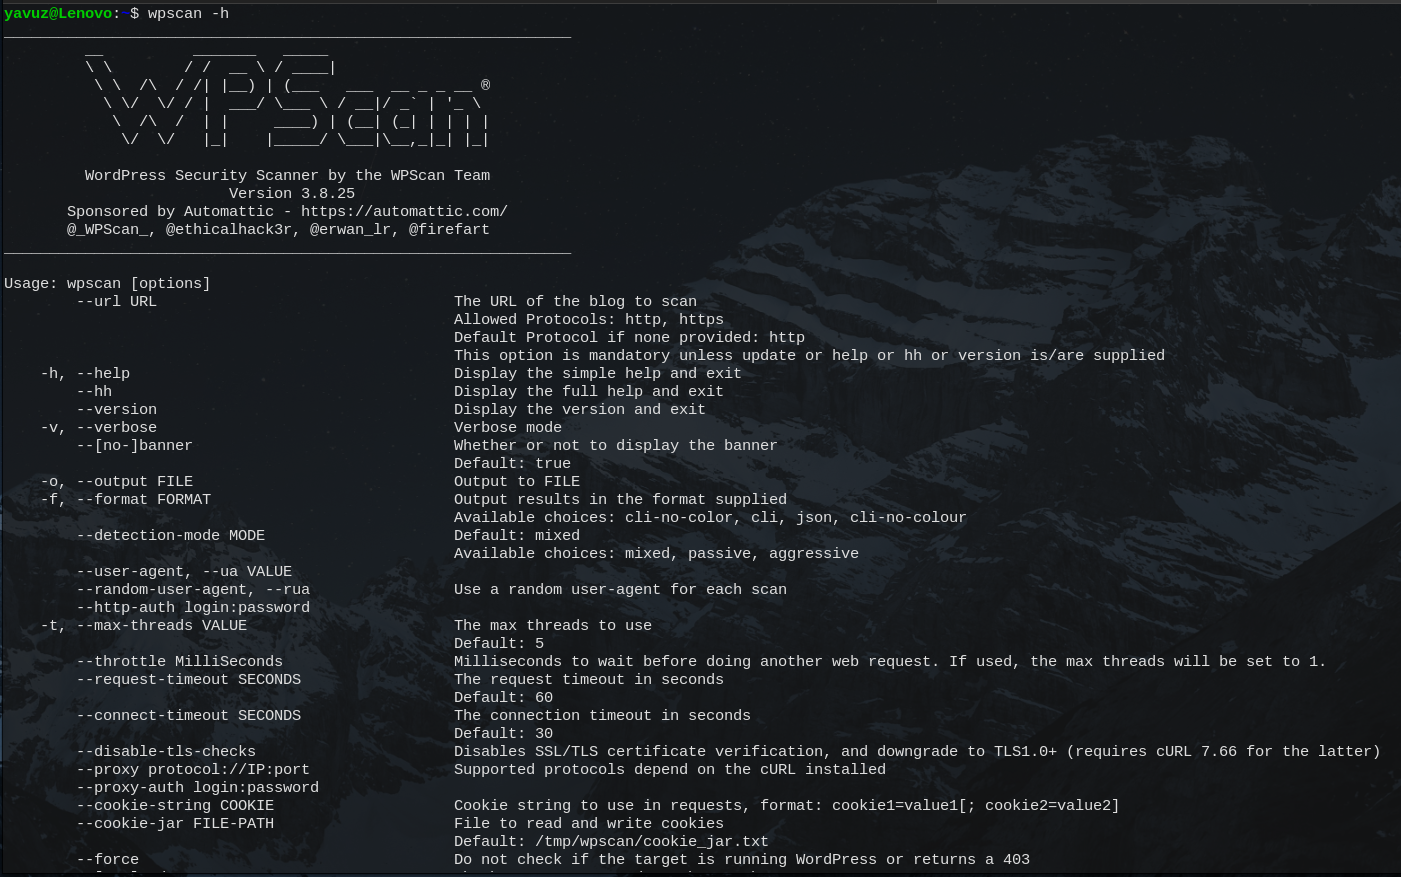 yavuz@Lenovo:~$ wpscan -h
_______________________________________________________________
         __          _______   _____
         \ \        / /  __ \ / ____|
          \ \  /\  / /| |__) | (___   ___  __ _ _ __ ®
           \ \/  \/ / |  ___/ \___ \ / __|/ _` | '_ \
            \  /\  /  | |     ____) | (__| (_| | | | |
             \/  \/   |_|    |_____/ \___|\__,_|_| |_|
WordPress Security Scanner by the WPScan Team
Version 3.8.25
Sponsored by Automattic - https://automattic.com/
@_WPScan_, @ethicalhack3r, @erwan_lr, @firefart
_______________________________________________________________
Usage: wpscan [options]
--url URL The URL of the blog to scan
Allowed Protocols: http, https
Default Protocol if none provided: http
This option is mandatory unless update or help or hh or version is/are supplied
-h, --help Display the simple help and exit
--hh Display the full help and exit
--version Display the version and exit
-v, --verbose Verbose mode
--[no-]banner Whether or not to display the banner
Default: true
-o, --output FILE Output to FILE
-f, --format FORMAT Output results in the format supplied
Available choices: cli-no-color, cli, json, cli-no-colour
--detection-mode MODE Default: mixed
Available choices: mixed, passive, aggressive
--user-agent, --ua VALUE
--random-user-agent, --rua Use a random user-agent for each scan
--http-auth login:password
-t, --max-threads VALUE The max threads to use
Default: 5
--throttle MilliSeconds Milliseconds to wait before doing another web request. If used, the max threads will be set to 1.
--request-timeout SECONDS The request timeout in seconds
Default: 60
--connect-timeout SECONDS The connection timeout in seconds
Default: 30
--disable-tls-checks Disables SSL/TLS certificate verification, and downgrade to TLS1.0+ (requires cURL 7.66 for the latter)
--proxy protocol://IP:port Supported protocols depend on the cURL installed
--proxy-auth login:password
--cookie-string COOKIE Cookie string to use in requests, format: cookie1=value1[; cookie2=value2]
--cookie-jar FILE-PATH File to read and write cookies
Default: /tmp/wpscan/cookie_jar.txt
--force Do not check if the target is running WordPress or returns a 403